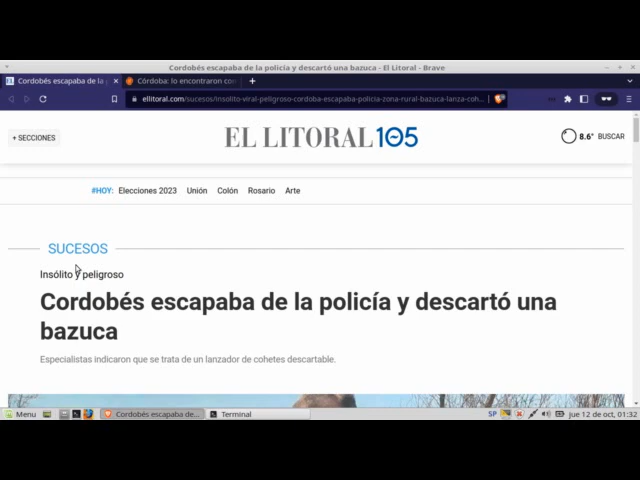 Cordobés escapaba de la policía y descartó una bazuca - El Litoral - Brave
Cordobés escapaba de la
Córdoba: lo encontraron con
ellitoral.com/sucesos/insolito-viral-peligroso-cordoba-escapaba-policia-zona-rural-bazuca-lanza-cohe...
+ SECCIONES
EL LITORAL 105
8.6° BUSCAR
#HOY: Elecciones 2023 Unión Colón Rosario Arte
SUCESOS
Insólito y peligroso
Cordobés escapaba de la policía y descartó una
bazuca
Especialistas indicaron que se trata de un lanzador de cohetes descartable.
Menu Cordobés escapaba de... Terminal SP jue 12 de oct, 01:32